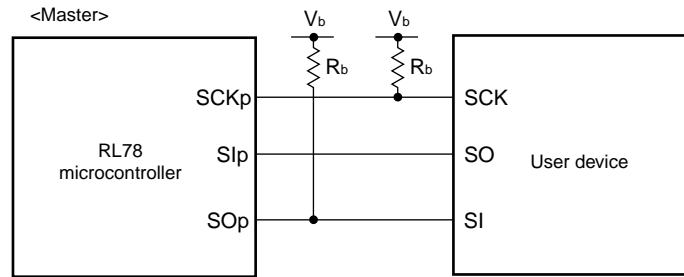 <Master>
Vb
Vb
Rb
Rb
SCKp
SCK
RL78
microcontroller
SIp
SO
User device
SOp
SI